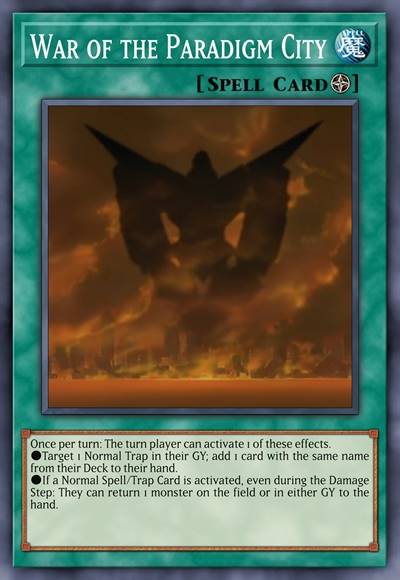 War of the Paradigm City
魔
[Spell Card]
Once per turn: The turn player can activate 1 of these effects.
●Target 1 Normal Trap in their GY; add 1 card with the same name
from their Deck to their hand.
●If a Normal Spell/Trap Card is activated, even during the Damage
Step: They can return 1 monster on the field or in either GY to the
hand.